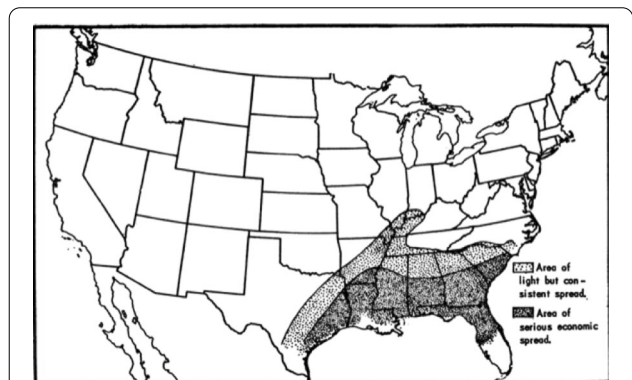 Area of
light but con-
sistent spread.
Area of
serious economic
spread.